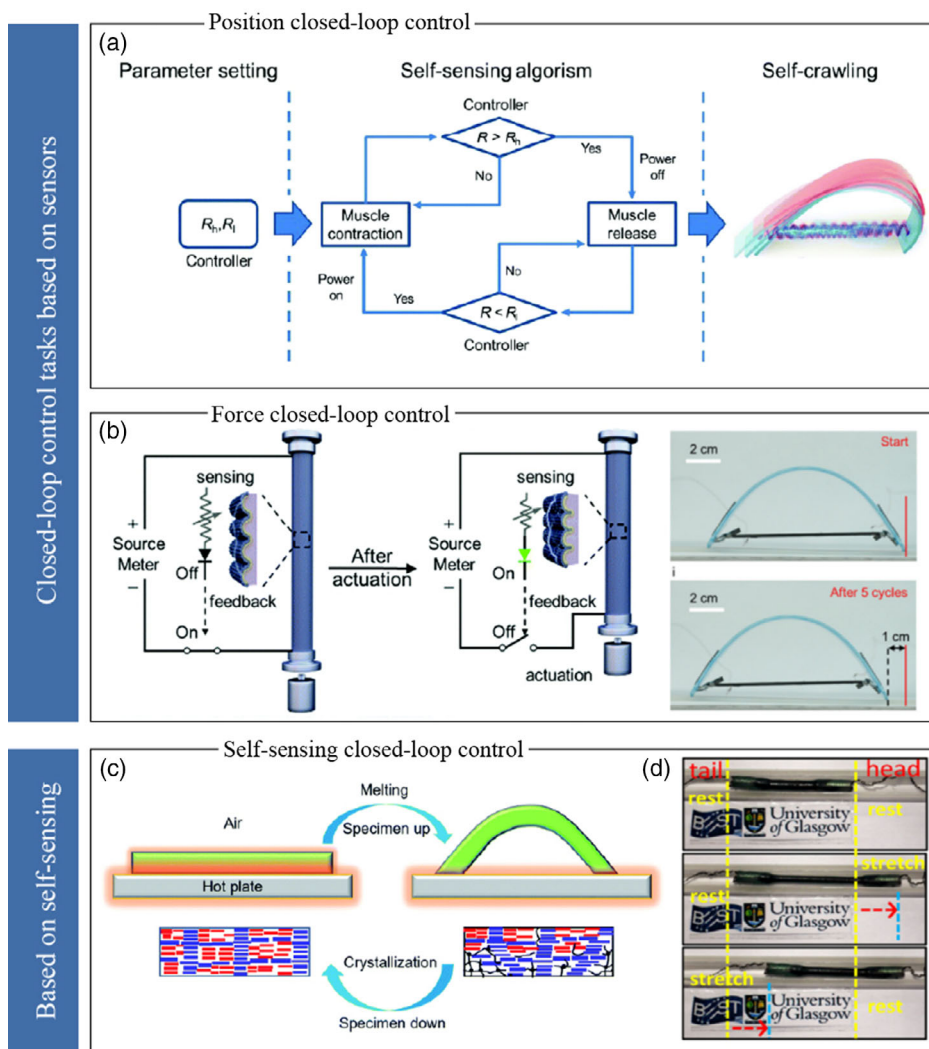 Closed-loop control tasks based on sensors
Position closed-loop control
(a)
Parameter setting
Self-sensing algorism
Self-crawling
Controller
R > Rh
Yes
No
Power
off
Rh,Rl
Controller
Muscle
contraction
Muscle
release
Power
on
Yes
No
R < Rl
Controller
Force closed-loop control
(b)
+
Source
Meter
−
sensing
Off
feedback
On
After
actuation
+
Source
Meter
−
sensing
On
feedback
Off
actuation
2 cm
Start
i
2 cm
After 5 cycles
1 cm
Based on self-sensing
Self-sensing closed-loop control
(c)
Air
Hot plate
Melting
Specimen up
Crystallization
Specimen down
(d)
tail
head
rest
rest
University
of Glasgow
stretch
rest
University
of Glasgow
stretch
rest
University
of Glasgow